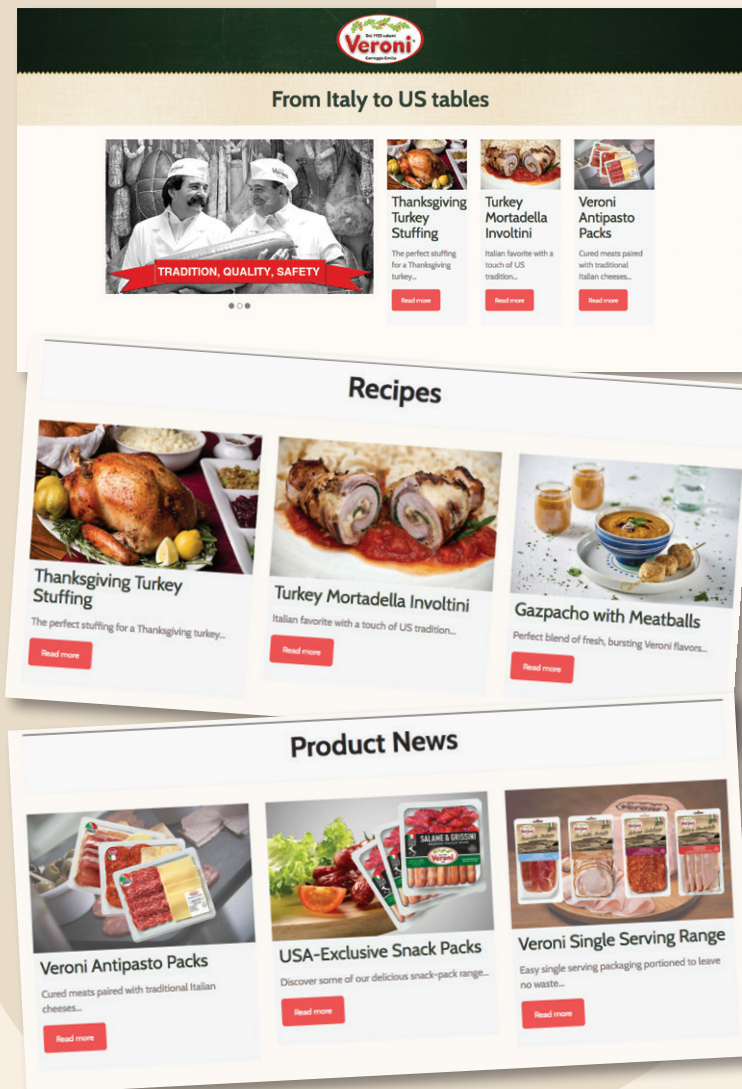 Dal 1925 salumi
Veroni
Correggio Emilia
From Italy to US tables
TRADITION, QUALITY, SAFETY
Thanksgiving
Turkey
Stuffing
The perfect stuffing
for a Thanksgiving
turkey...
Read more
Turkey
Mortadella
Involtini
Italian favorite with a
touch of US
tradition...
Read more
Veroni
Antipasto
Packs
Cured meats paired
with traditional
Italian cheeses...
Read more
Recipes
Thanksgiving Turkey
Stuffing
The perfect stuffing for a Thanksgiving turkey...
Read more
Turkey Mortadella Involtini
Italian favorite with a touch of US tradition...
Read more
Gazpacho with Meatballs
Perfect blend of fresh, bursting Veroni flavors...
Read more
Product News
Veroni Antipasto Packs
Cured meats paired with traditional Italian
cheeses...
Read more
SALAME & GRISSINI
Veroni
USA-Exclusive Snack Packs
Discover some of our delicious snack-pack range...
Read more
Veroni Single Serving Range
Easy single serving packaging portioned to leave
no waste...
Read more